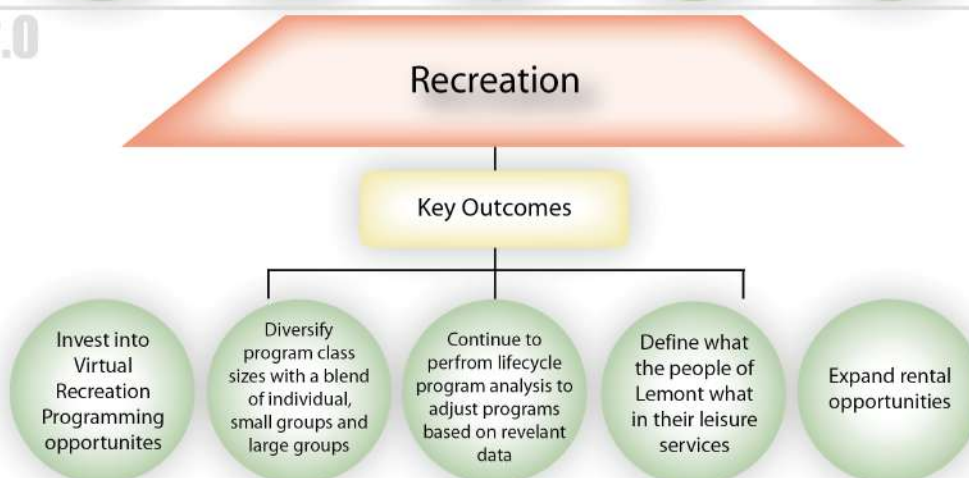 .0
Recreation
Key Outcomes
Invest into
Virtual
Recreation
Programming
opportunites
Diversify
program class
sizes with a blend
of individual,
small groups and
large groups
Continue to
perfrom lifecycle
program analysis to
adjust programs
based on revelant
data
Define what
the people of
Lemont what
in their leisure
services
Expand rental
opportunities